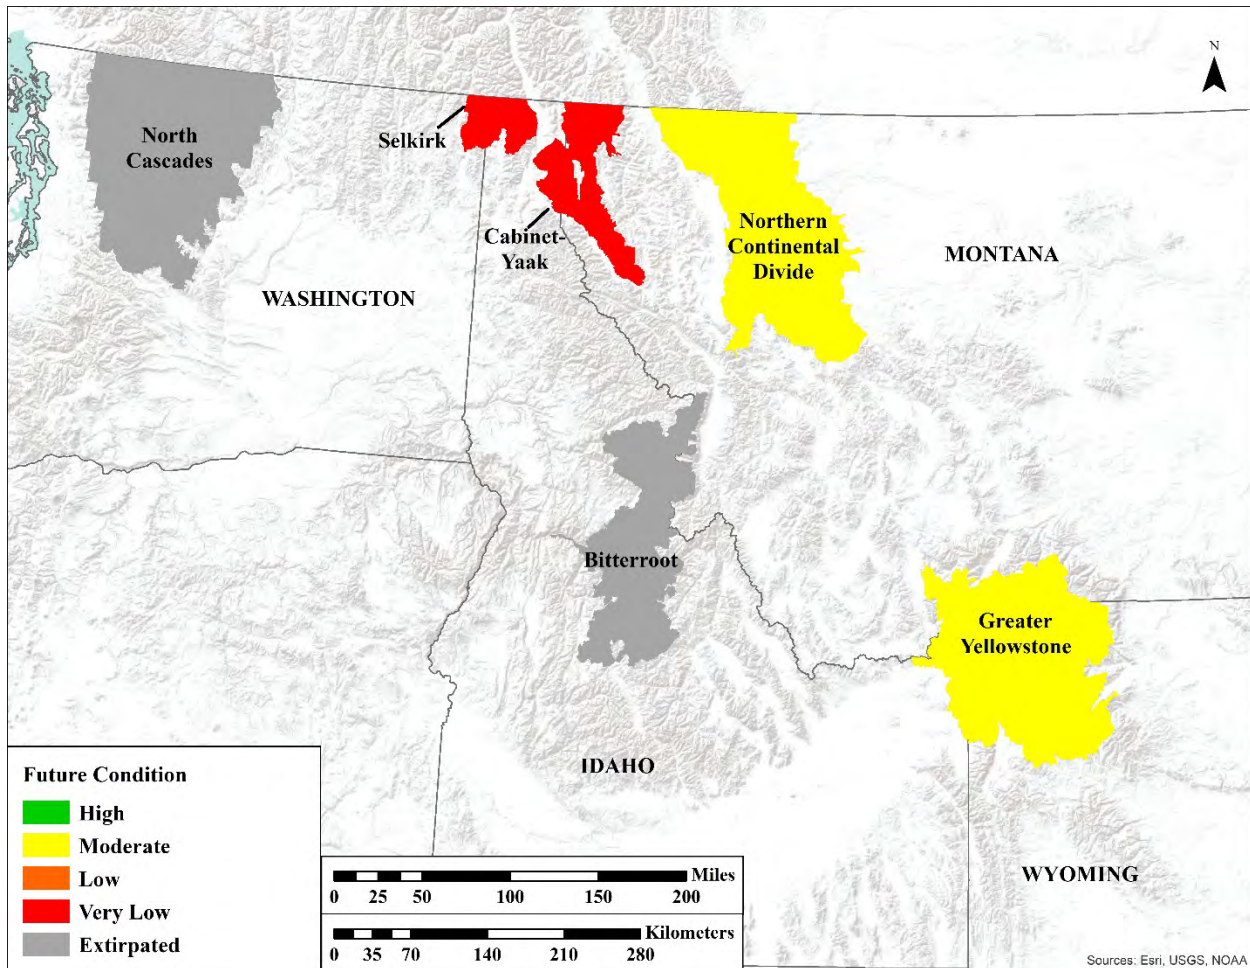 N
North
Cascades
Selkirk
Cabinet-
Yaak
Northern
Continental
Divide
MONTANA
WASHINGTON
Bitterroot
Greater
Yellowstone
IDAHO
WYOMING
Future Condition
High
Moderate
Low
Very Low
Extirpated
Miles
0 25 50 100 150 200
Kilometers
0 35 70 140 210 280
Sources: Esri, USGS, NOAA